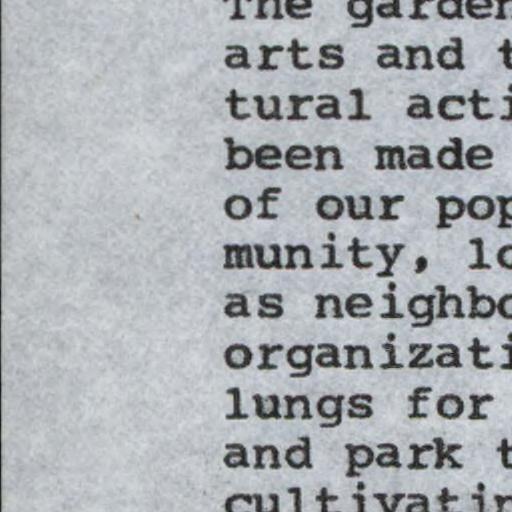 The garden
arts and t
tural acti
been made
of our pop
munity, lo
as neighbo
organizati
lungs for
and park t
cultivatin